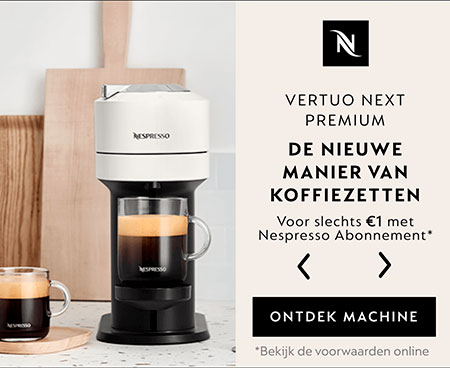 NESPRESSO
NESPRESSO
NESPRESSO
N
VERTUO NEXT
PREMIUM
DE NIEUWE
MANIER VAN
KOFFIEZETTEN
Voor slechts €1 met
Nespresso Abonnement*
ONTDEK MACHINE
*Bekijk de voorwaarden online